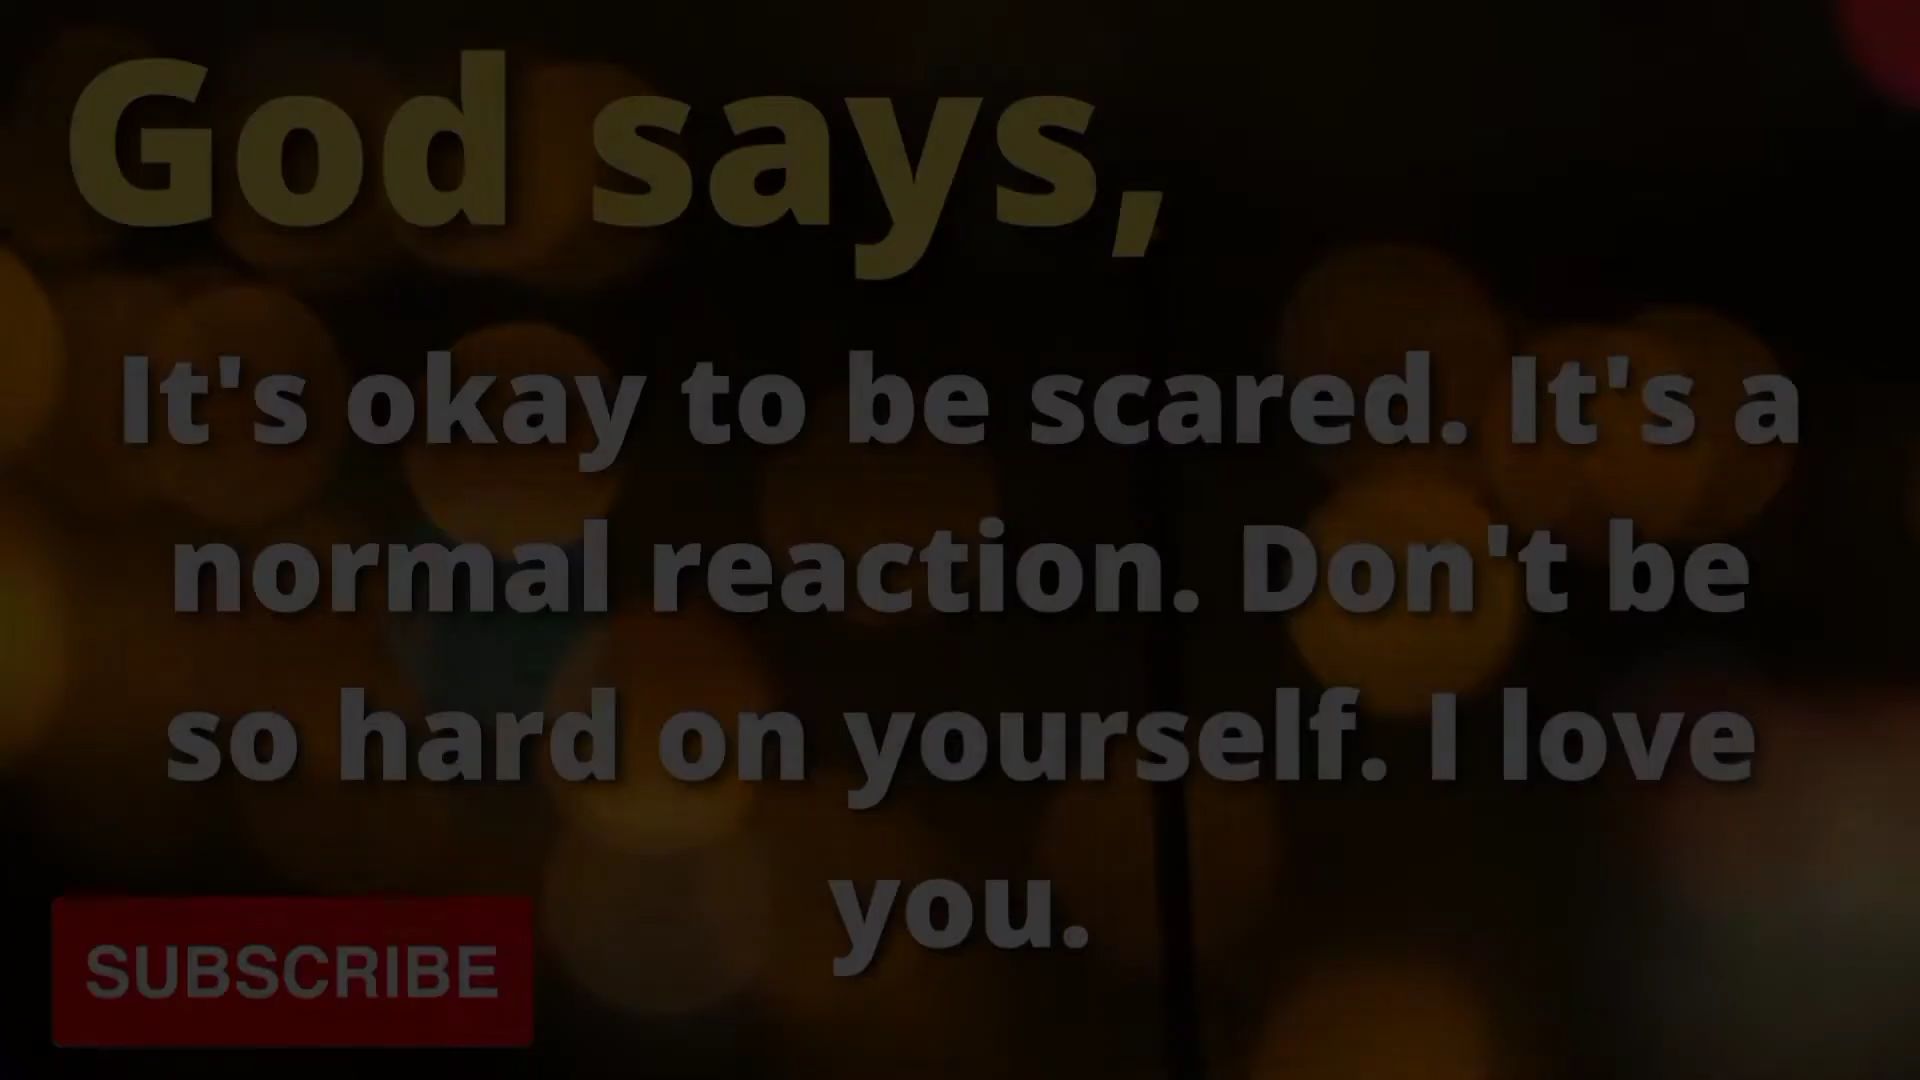 God says,
It's okay to be scared. It's a
normal reaction. Don't be
so hard on yourself. I love
you.
SUBSCRIBE